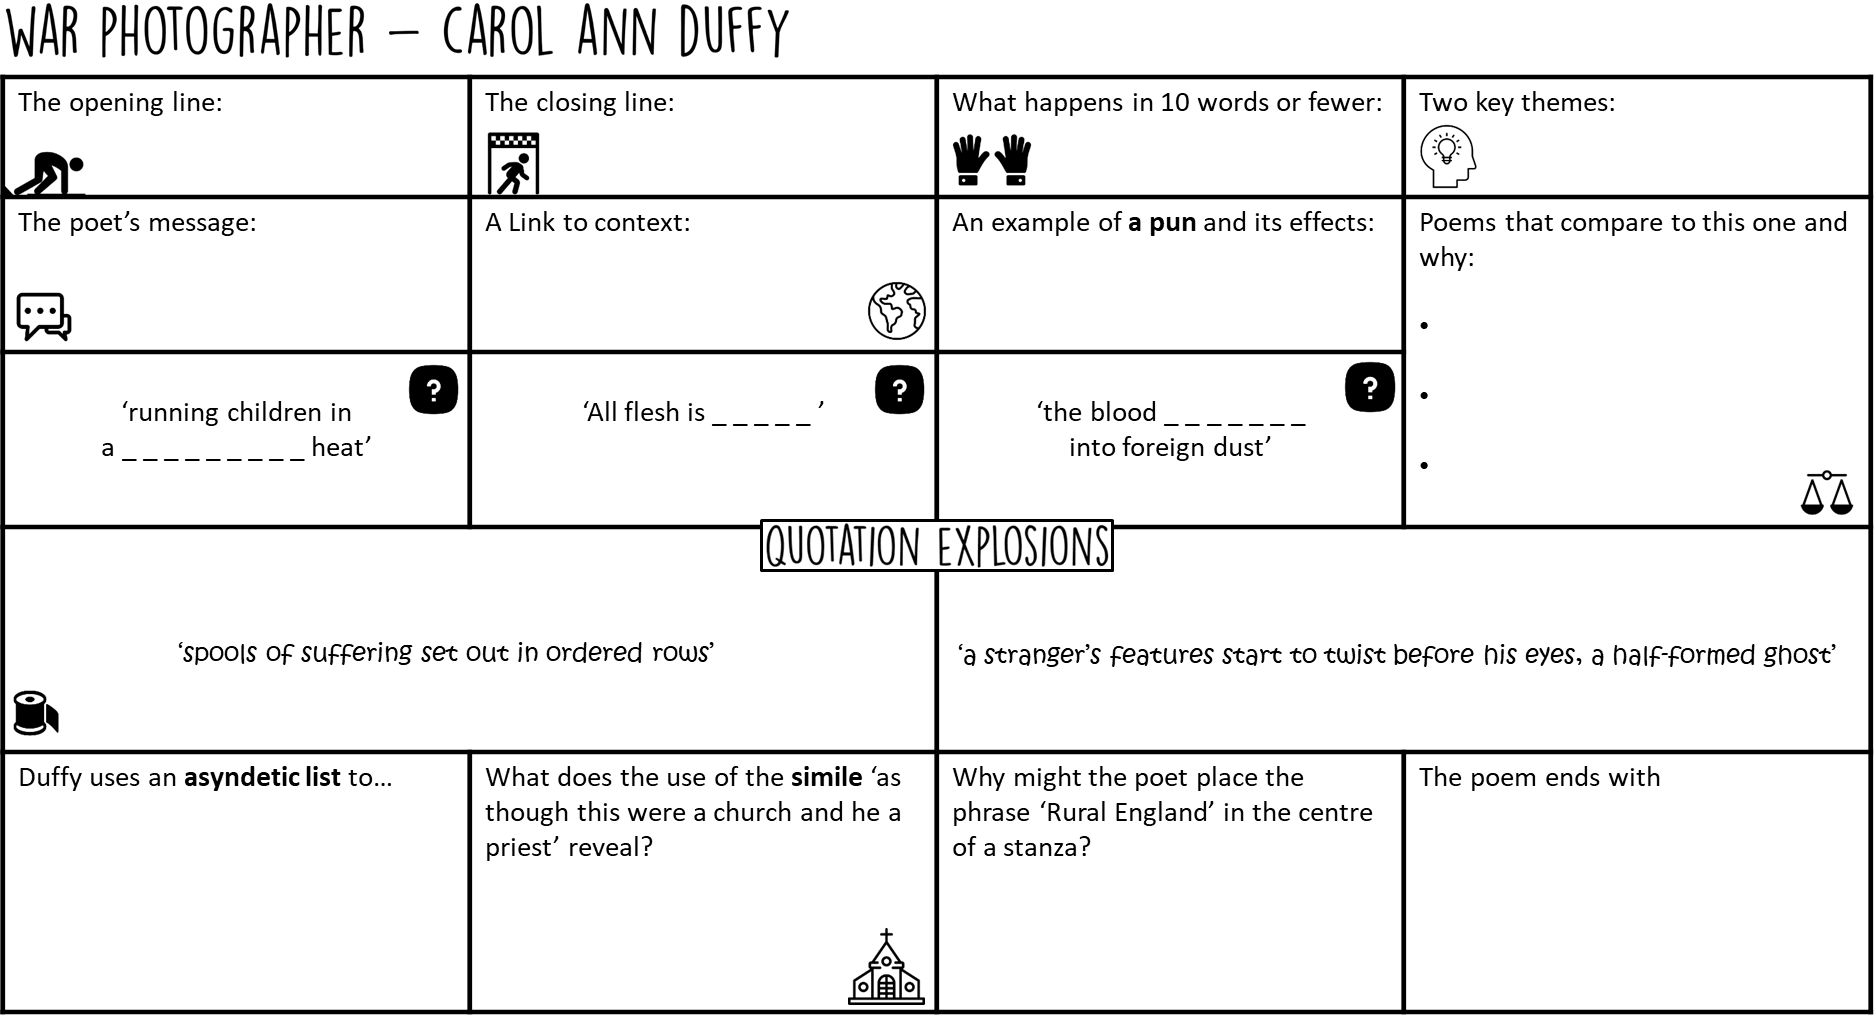 WAR PHOTOGRAPHER – CAROL ANN DUFFY
The opening line:
The closing line:
What happens in 10 words or fewer:
Two key themes:
The poet’s message:
A Link to context:
An example of a pun and its effects:
Poems that compare to this one and
why:
•
•
•
‘running children in
a _ _ _ _ _ _ _ _ _ heat’
?
‘All flesh is _ _ _ _ _ ’
?
‘the blood _ _ _ _ _ _ _
into foreign dust’
?
QUOTATION EXPLOSIONS
‘spools of suffering set out in ordered rows’
‘a stranger’s features start to twist before his eyes, a half-formed ghost’
Duffy uses an asyndetic list to…
What does the use of the simile ‘as
though this were a church and he a
priest’ reveal?
Why might the poet place the
phrase ‘Rural England’ in the centre
of a stanza?
The poem ends with